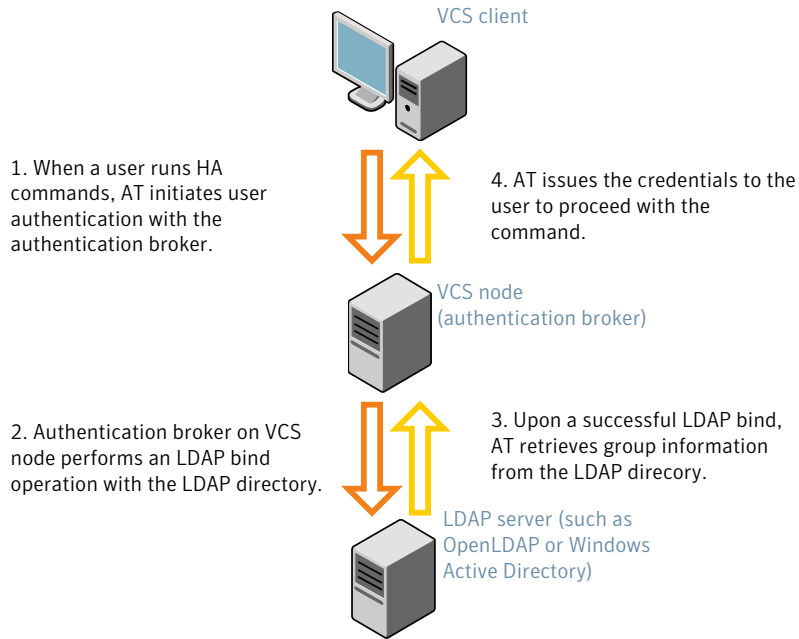 VCS client
1. When a user runs HA
commands, AT initiates user
authentication with the
authentication broker.
4. AT issues the credentials to the
user to proceed with the
command.
VCS node
(authentication broker)
2. Authentication broker on VCS
node performs an LDAP bind
operation with the LDAP directory.
3. Upon a successful LDAP bind,
AT retrieves group information
from the LDAP direcory.
LDAP server (such as
OpenLDAP or Windows
Active Directory)